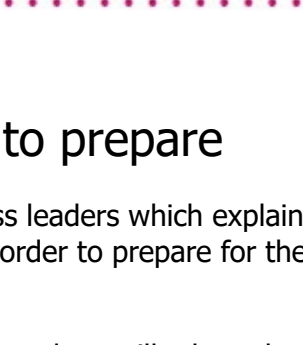 to prepare
ss leaders which explain
order to prepare for the